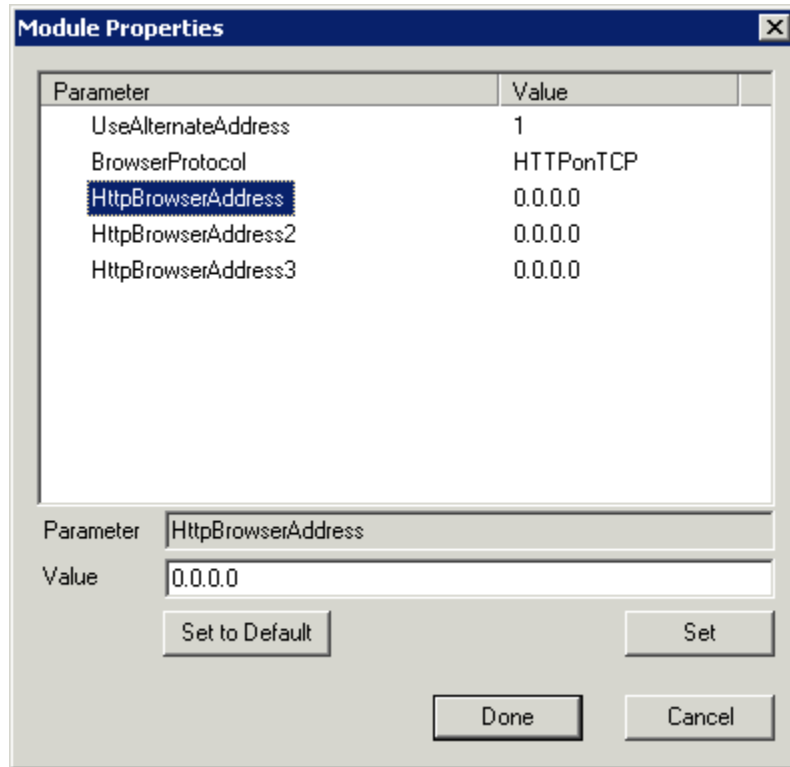 Module Properties
Parameter Value
UseAlternateAddress 1
BrowserProtocol HTTPonTCP
HttpBrowserAddress 0.0.0.0
HttpBrowserAddress2 0.0.0.0
HttpBrowserAddress3 0.0.0.0
Parameter HttpBrowserAddress
Value 0.0.0.0
Set to Default Set
Done Cancel